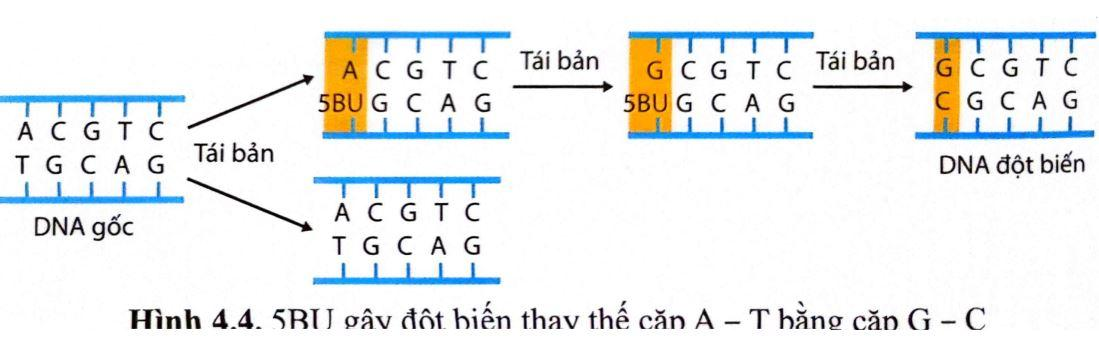 A C G T C
5BU G C A G
Tái bản
G C G T C
5BU G C A G
Tái bản
G C G T C
C G C A G
DNA đột biến
A C G T C
T G C A G
DNA gốc
Tái bản
A C G T C
T G C A G
Hình 4.4. 5BU gây đột biến thay thế cặp A – T bằng cặp G – C